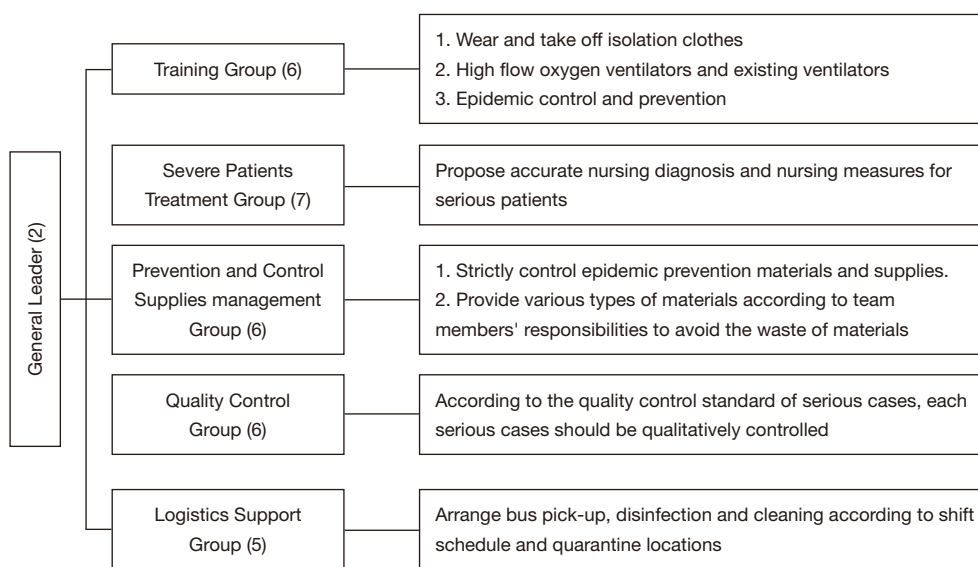 General Leader (2)
Training Group (6)
1. Wear and take off isolation clothes
2. High flow oxygen ventilators and existing ventilators
3. Epidemic control and prevention
Severe Patients
Treatment Group (7)
Propose accurate nursing diagnosis and nursing measures for
serious patients
Prevention and Control
Supplies management
Group (6)
1. Strictly control epidemic prevention materials and supplies.
2. Provide various types of materials according to team
members' responsibilities to avoid the waste of materials
Quality Control
Group (6)
According to the quality control standard of serious cases, each
serious cases should be qualitatively controlled
Logistics Support
Group (5)
Arrange bus pick-up, disinfection and cleaning according to shift
schedule and quarantine locations